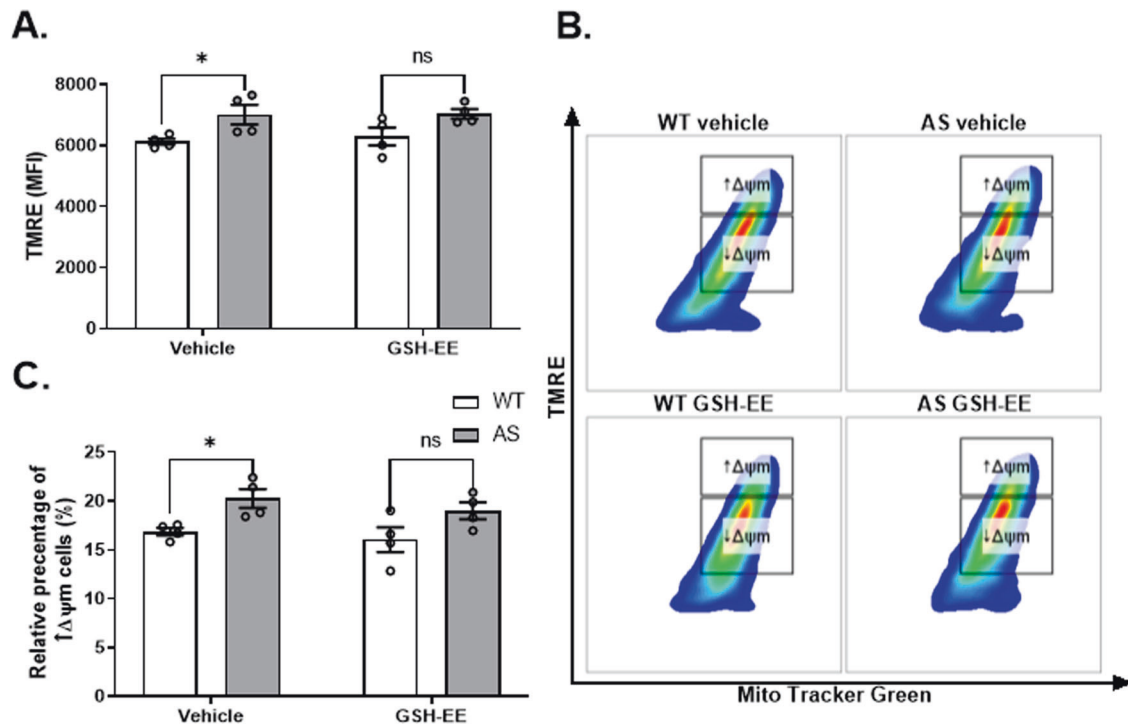 A.
*
ns
8000
6000
4000
2000
0
TMRE (MFI)
Vehicle
GSH-EE
B.
WT vehicle
AS vehicle
↑Δψm
↓Δψm
↑Δψm
↓Δψm
WT GSH-EE
AS GSH-EE
↑Δψm
↓Δψm
↑Δψm
↓Δψm
TMRE
Mito Tracker Green
C.
WT
AS
*
ns
25
20
15
10
5
0
Relative precentage of
↑Δψm cells (%)
Vehicle
GSH-EE